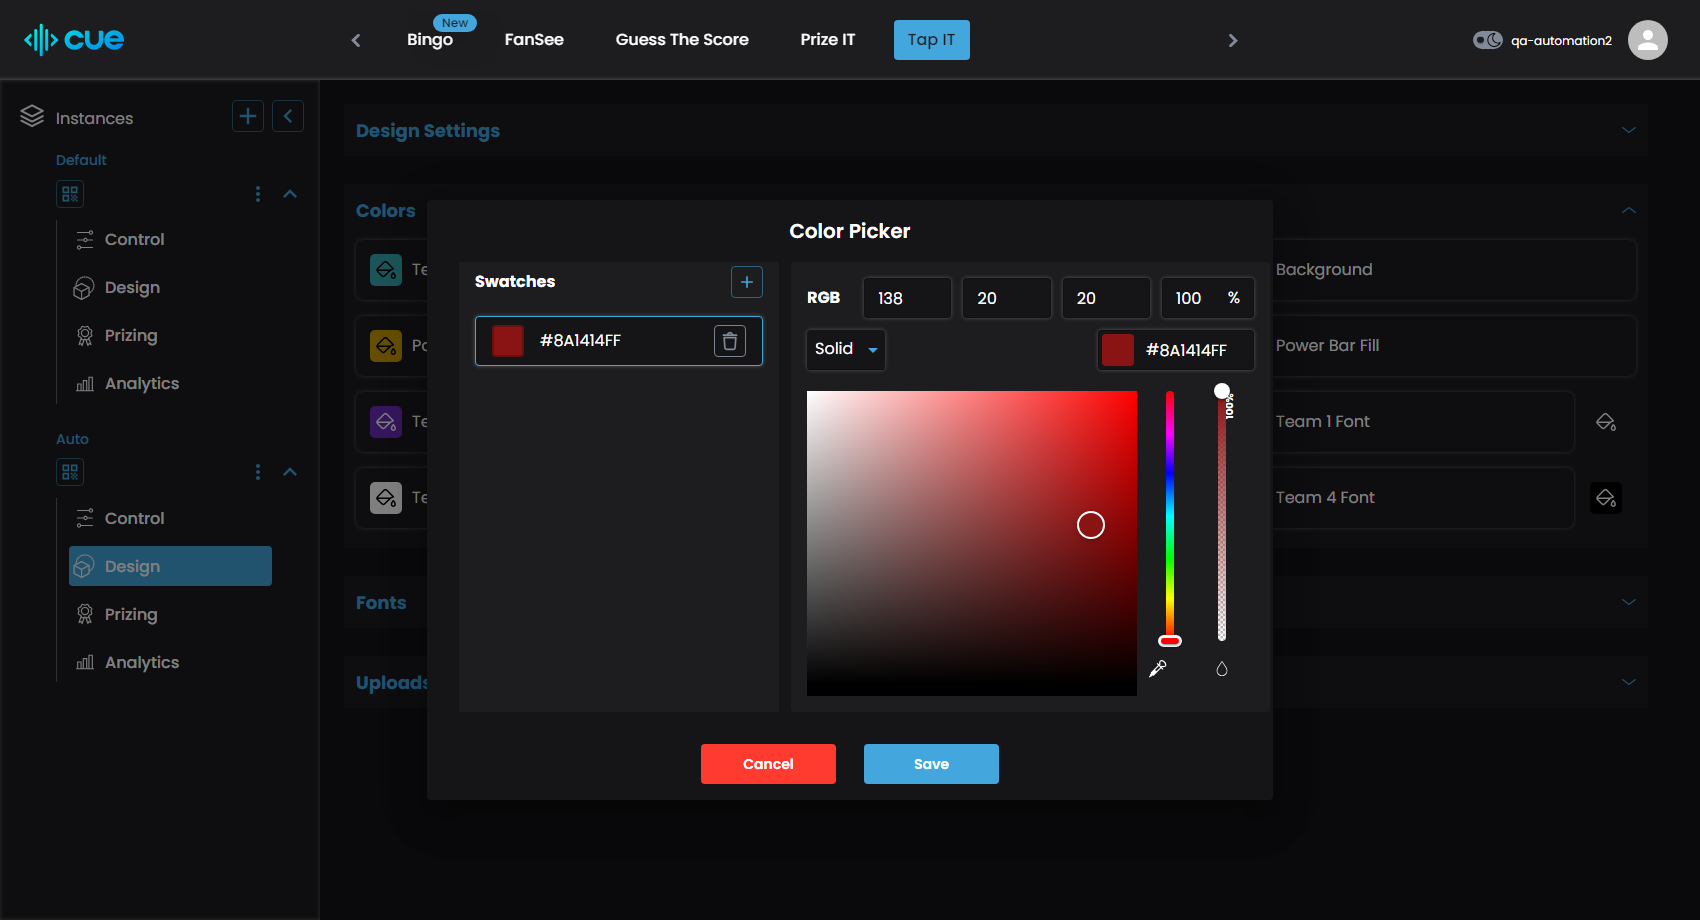 cue
New
Bingo
FanSee
Guess The Score
Prize IT
Tap IT
qa-automation2
Instances
Default
Control
Design
Prizing
Analytics
Auto
Control
Design
Prizing
Analytics
Design Settings
Colors
Te
Background
Po
Power Bar Fill
Te
Team 1 Font
Te
Team 4 Font
Fonts
Uploads
Color Picker
Swatches
#8A1414FF
RGB
138
20
20
100 %
Solid
#8A1414FF
100%
Cancel
Save